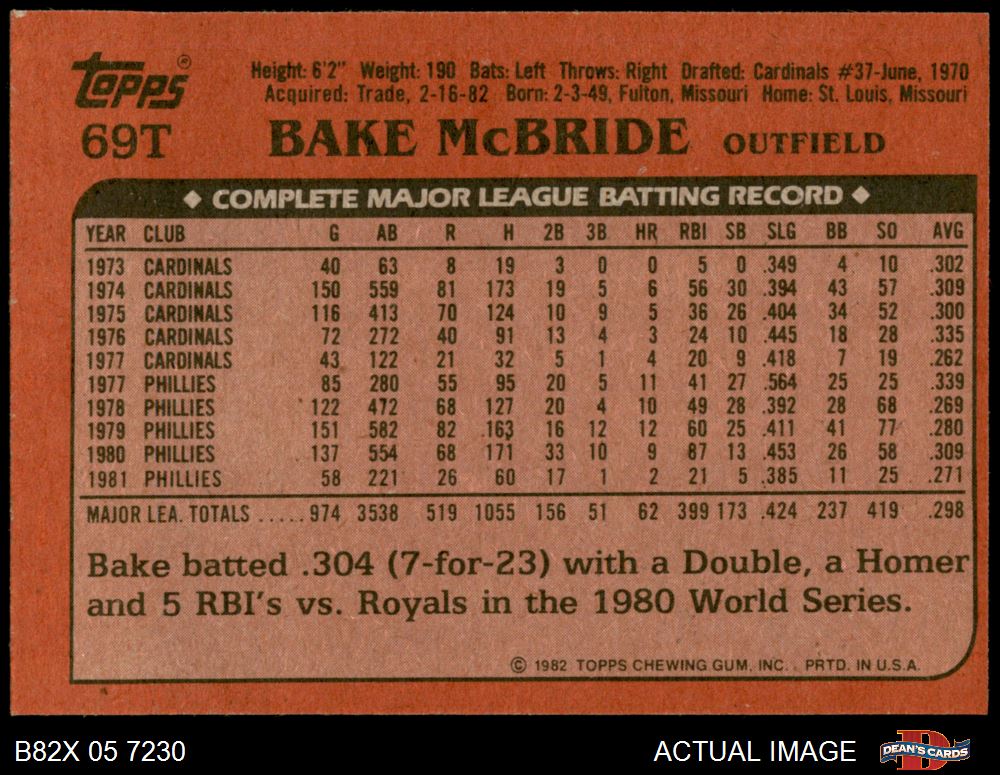 Topps®
69T
Height: 6'2" Weight: 190 Bats: Left Throws: Right Drafted: Cardinals #37-June, 1970
Acquired: Trade, 2-16-82 Born: 2-3-49, Fulton, Missouri Home: St. Louis, Missouri
BAKE McBRIDE OUTFIELD
◆ COMPLETE MAJOR LEAGUE BATTING RECORD ◆
YEAR CLUB G AB R H 2B 3B HR RBI SB SLG BB SO AVG
1973 CARDINALS 40 63 8 19 3 0 0 5 0 .349 4 10 .302
1974 CARDINALS 150 559 81 173 19 5 6 56 30 .394 43 57 .309
1975 CARDINALS 116 413 70 124 10 9 5 36 26 .404 34 52 .300
1976 CARDINALS 72 272 40 91 13 4 3 24 10 .445 18 28 .335
1977 CARDINALS 43 122 21 32 5 1 4 20 9 .418 7 19 .262
1977 PHILLIES 85 280 55 95 20 5 11 41 27 .564 25 25 .339
1978 PHILLIES 122 472 68 127 20 4 10 49 28 .392 28 68 .269
1979 PHILLIES 151 582 82 163 16 12 12 60 25 .411 41 77 .280
1980 PHILLIES 137 554 68 171 33 10 9 87 13 .453 26 58 .309
1981 PHILLIES 58 221 26 60 17 1 2 21 5 .385 11 25 .271
MAJOR LEA. TOTALS .....974 3538 519 1055 156 51 62 399 173 .424 237 419 .298
Bake batted .304 (7-for-23) with a Double, a Homer
and 5 RBI's vs. Royals in the 1980 World Series.
© 1982 TOPPS CHEWING GUM, INC. PRTD. IN U.S.A.
B82X 05 7230 ACTUAL IMAGE DEAN'S CARDS